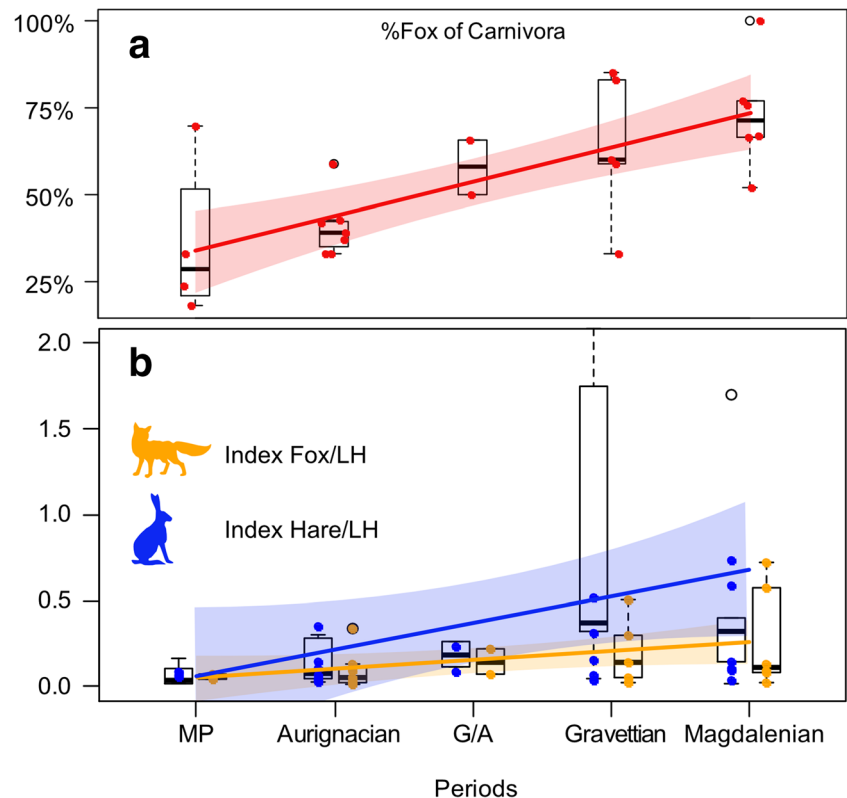 a
%Fox of Carnivora
100%
75%
50%
25%
b
2.0
1.5
1.0
0.5
0.0
Index Fox/LH
Index Hare/LH
MP Aurignacian G/A Gravettian Magdalenian
Periods